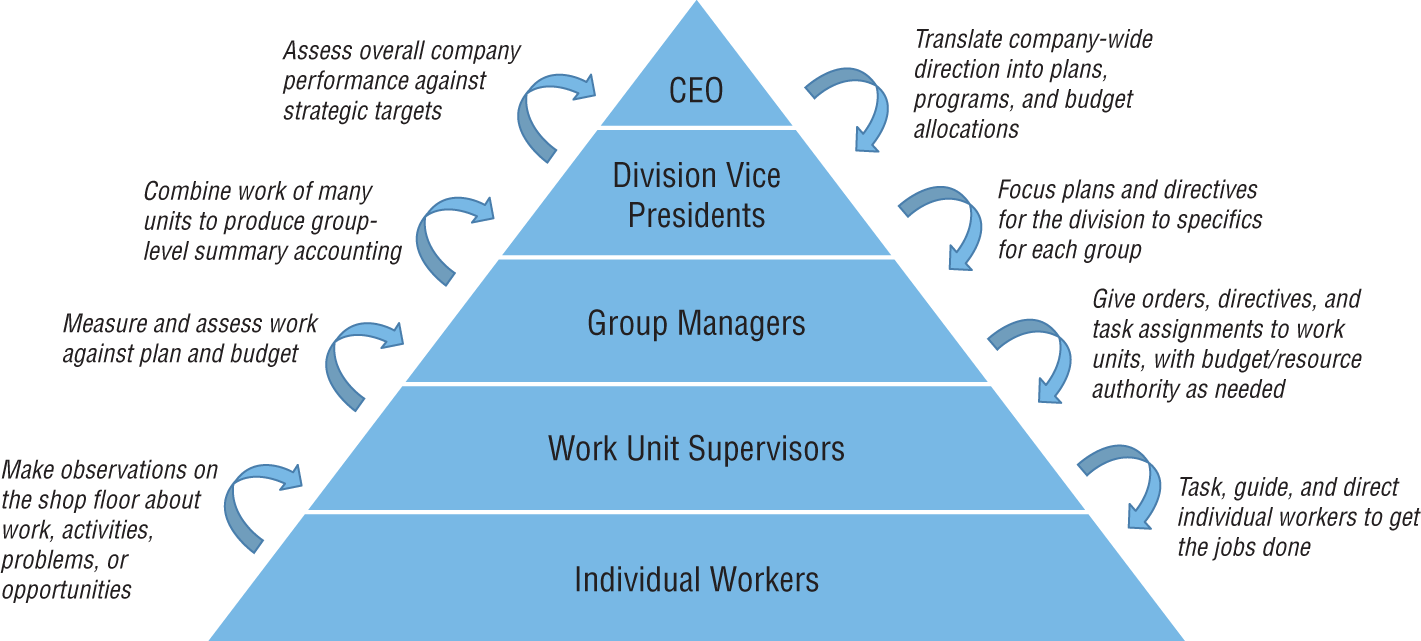 Assess overall company
performance against
strategic targets
CEO
Translate company-wide
direction into plans,
programs, and budget
allocations
Combine work of many
units to produce group-
level summary accounting
Division Vice
Presidents
Focus plans and directives
for the division to specifics
for each group
Measure and assess work
against plan and budget
Group Managers
Give orders, directives, and
task assignments to work
units, with budget/resource
authority as needed
Make observations on
the shop floor about
work, activities,
problems, or
opportunities
Work Unit Supervisors
Task, guide, and direct
individual workers to get
the jobs done
Individual Workers